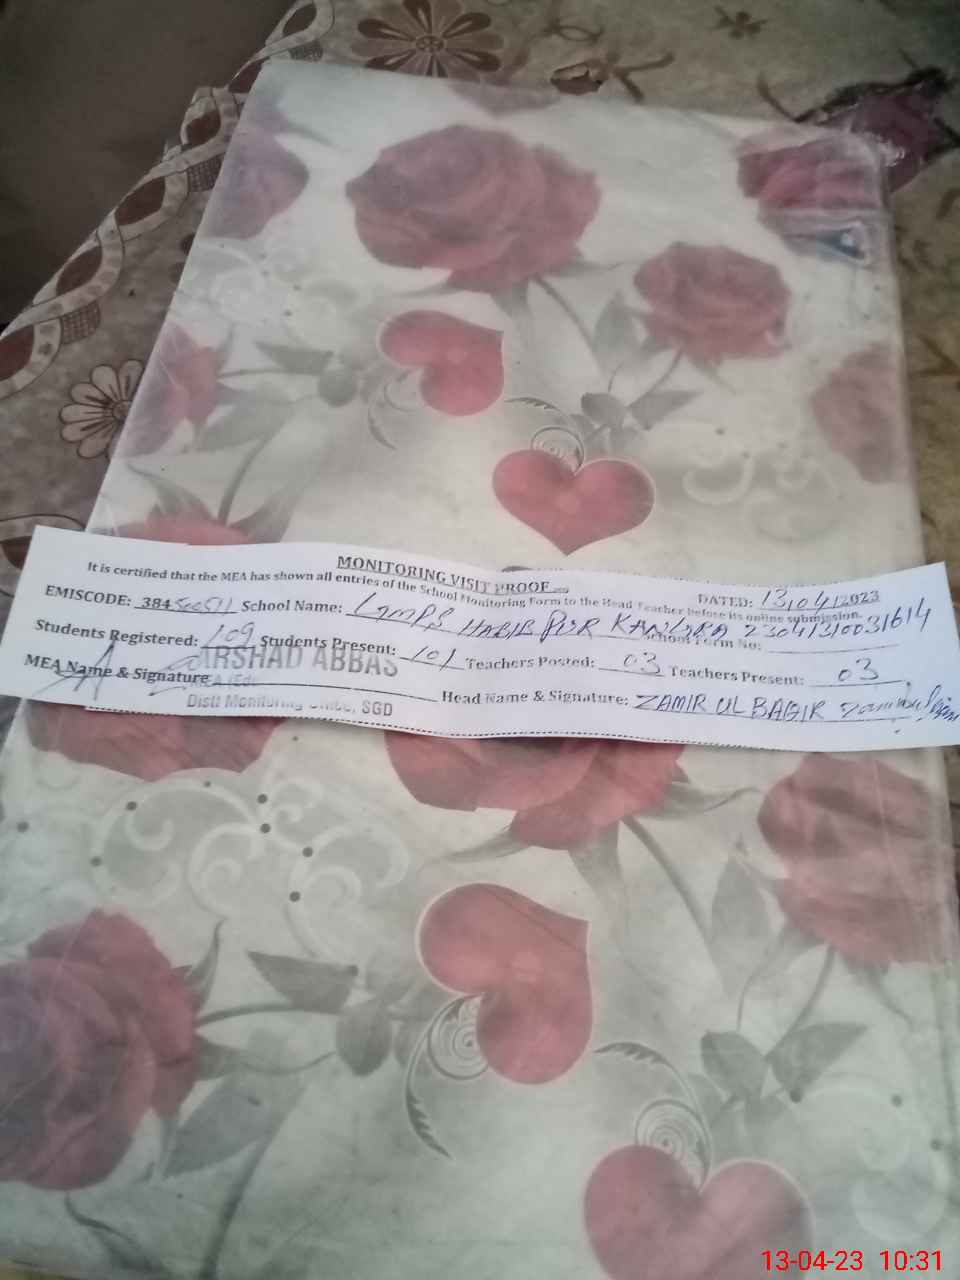 MONITORING VISIT PROOF
DATED: 13/04/2023
It is certified that the MEA has shown all entries of the School Monitoring Form to the Head Teacher before its online submission.
EMISCODE: 384 School Name: GMPS HABIB PUR KANDRA School Form No: 23041310031614
Students Registered: 109 Students Present: 101 Teachers Posted: 03 Teachers Present: 03
MEA Name & Signature ARSHAD ABBAS Head Name & Signature: ZAMIR UL BAQIR
Distt Monitoring Office, SGD
13-04-23 10:31